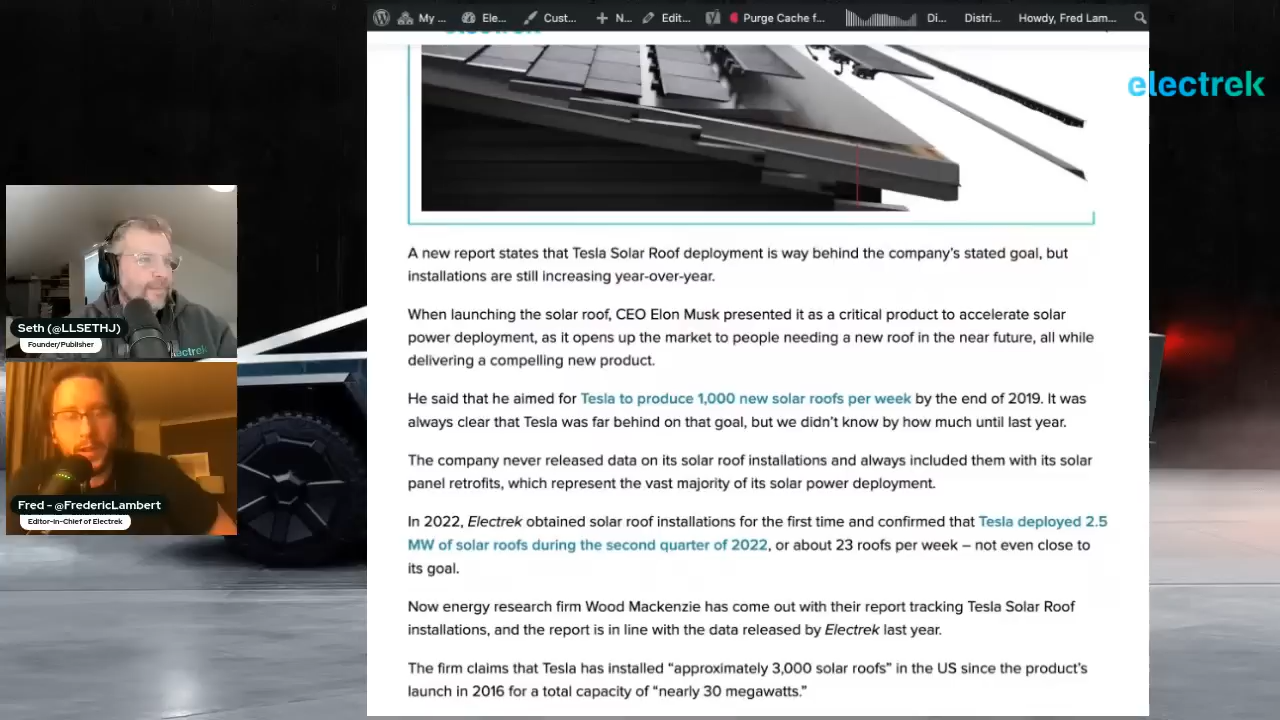 My ...
Ele...
Cust...
N...
Edit...
Purge Cache f...
Di...
Distri...
Howdy, Fred Lam...
electrek
electrek
A new report states that Tesla Solar Roof deployment is way behind the company's stated goal, but
installations are still increasing year-over-year.
When launching the solar roof, CEO Elon Musk presented it as a critical product to accelerate solar
power deployment, as it opens up the market to people needing a new roof in the near future, all while
delivering a compelling new product.
He said that he aimed for Tesla to produce 1,000 new solar roofs per week by the end of 2019. It was
always clear that Tesla was far behind on that goal, but we didn't know by how much until last year.
The company never released data on its solar roof installations and always included them with its solar
panel retrofits, which represent the vast majority of its solar power deployment.
In 2022, Electrek obtained solar roof installations for the first time and confirmed that Tesla deployed 2.5
MW of solar roofs during the second quarter of 2022, or about 23 roofs per week – not even close to
its goal.
Now energy research firm Wood Mackenzie has come out with their report tracking Tesla Solar Roof
installations, and the report is in line with the data released by Electrek last year.
The firm claims that Tesla has installed “approximately 3,000 solar roofs” in the US since the product's
launch in 2016 for a total capacity of “nearly 30 megawatts.”
Seth (@LLSETHJ)
Founder/Publisher
ectrek
Fred - @FredericLambert
Editor-in-Chief of Electrek